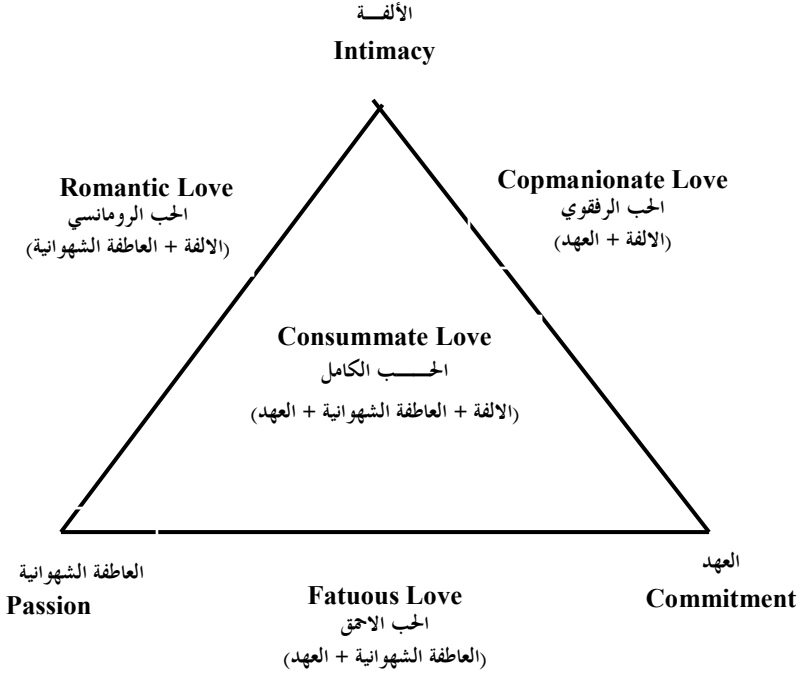 الألفـــة
Intimacy
Romantic Love
الحب الرومانسي
(الالفة + العاطفة الشهوانية)
Copmanionate Love
الحب الرفقوي
(الالفة + العهد)
Consummate Love
الحـــــب الكامل
(الالفة + العاطفة الشهوانية + العهد)
العاطفة الشهوانية
Passion
Fatuous Love
الحب الاحمق
(العاطفة الشهوانية + العهد)
العهد
Commitment